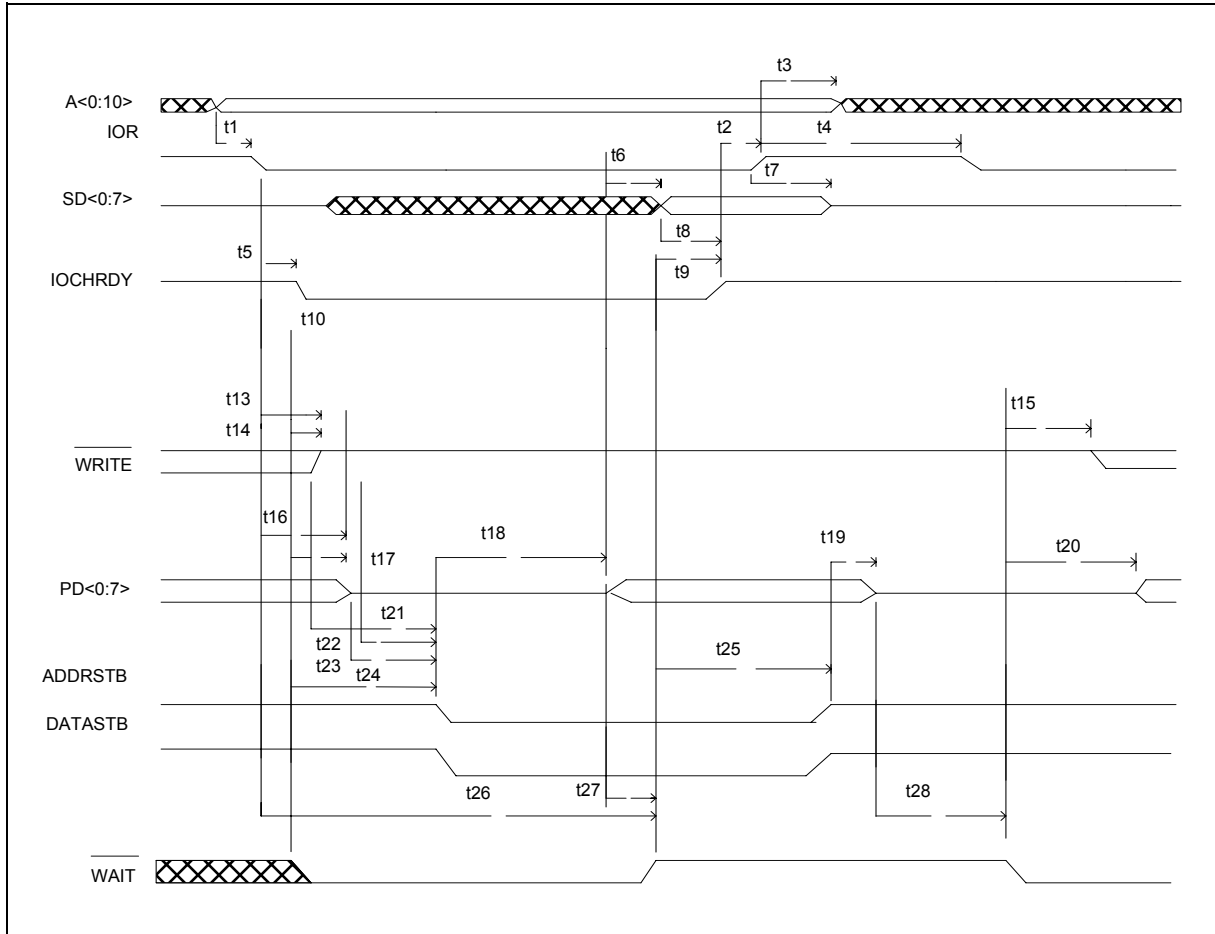 t3
A<0:10>
IOR
t1
t2
t4
t6
t7
SD<0:7>
t8
t5
t9
IOCHRDY
t10
t13
t14
t15
WRITE
t16
t17
t18
t19
t20
PD<0:7>
t21
t22
t23
t24
t25
ADDRSTB
DATASTB
t26
t27
t28
WAIT